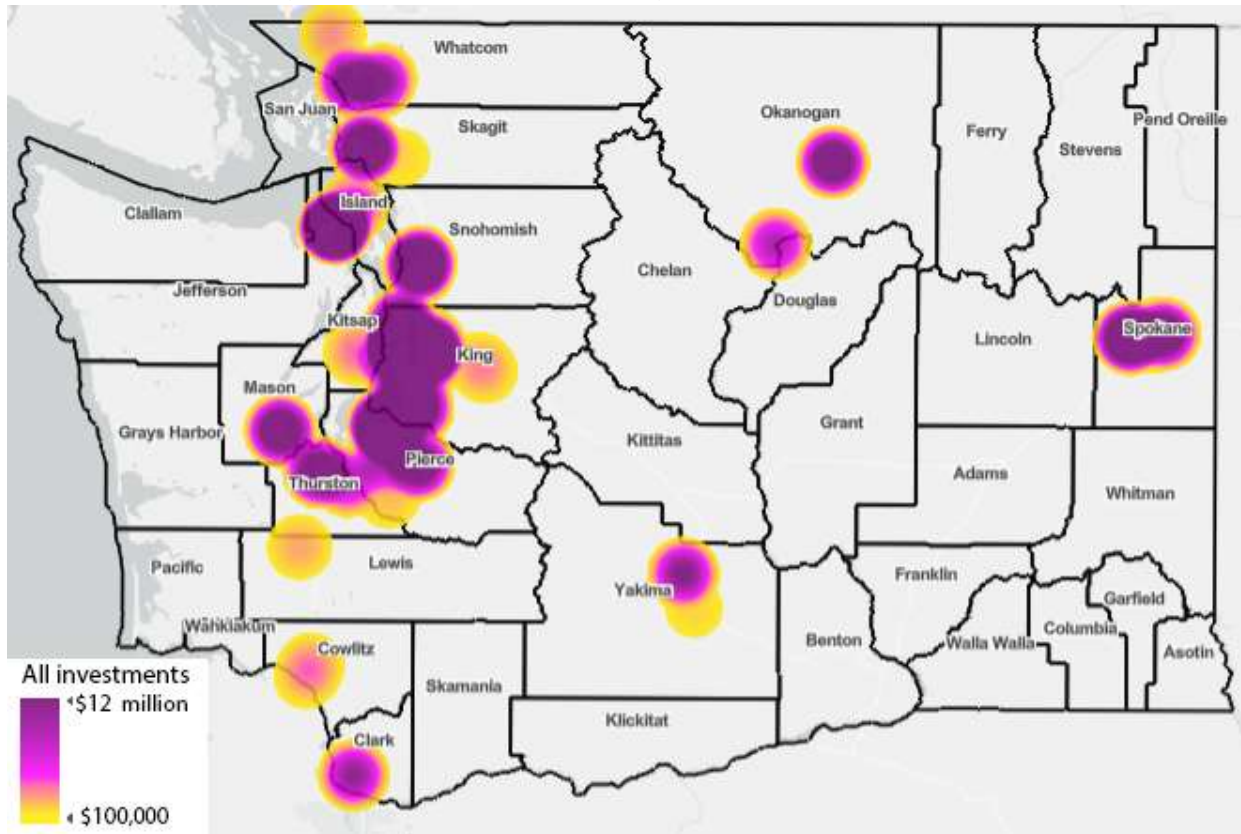 Whatcom
San Juan
Skagit
Okanogan
Ferry
Stevens
Pend Oreille
Clallam
Island
Snohomish
Chelan
Jefferson
Kitsap
King
Douglas
Lincoln
Spokane
Mason
Grays Harbor
Pierce
Kittitas
Grant
Adams
Thurston
Whitman
Pacific
Lewis
Yakima
Franklin
Garfield
Wahkiakum
Cowlitz
Benton
Walla Walla
Columbia
Asotin
Skamania
Klickitat
Clark
All investments
$12 million
$100,000